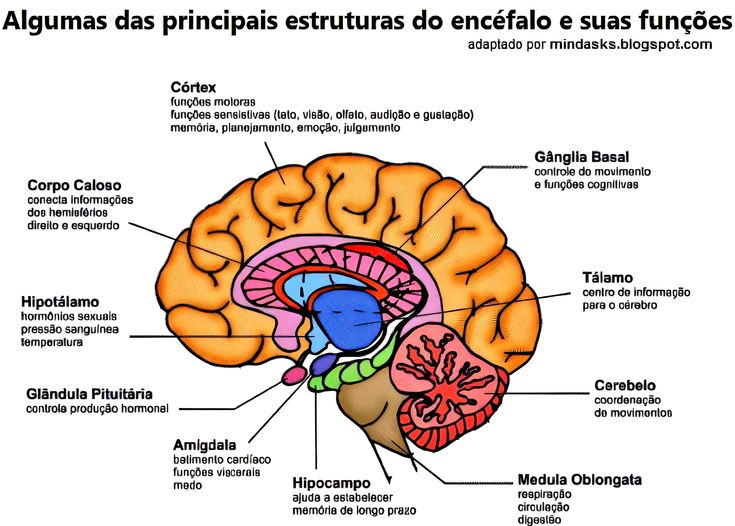 Algumas das principais estruturas do encéfalo e suas funções
adaptado por mindasks.blogspot.com
Córtex
funções motoras
funções sensistivas (tato, visão, olfato, audição e gustação)
memória, planejamento, emoção, julgamento
Gânglia Basal
controle do movimento
e funções cognitivas
Corpo Caloso
conecta informações
dos hemisférios
direito e esquerdo
Tálamo
centro de informação
para o cérebro
Hipotálamo
hormônios sexuais
pressão sanguínea
temperatura
Glândula Pituitária
controla produção hormonal
Cerebelo
coordenação
de movimentos
Amígdala
batimento cardíaco
funções viscerais
medo
Hipocampo
ajuda a estabelecer
memória de longo prazo
Medula Oblongata
respiração
circulação
digestão